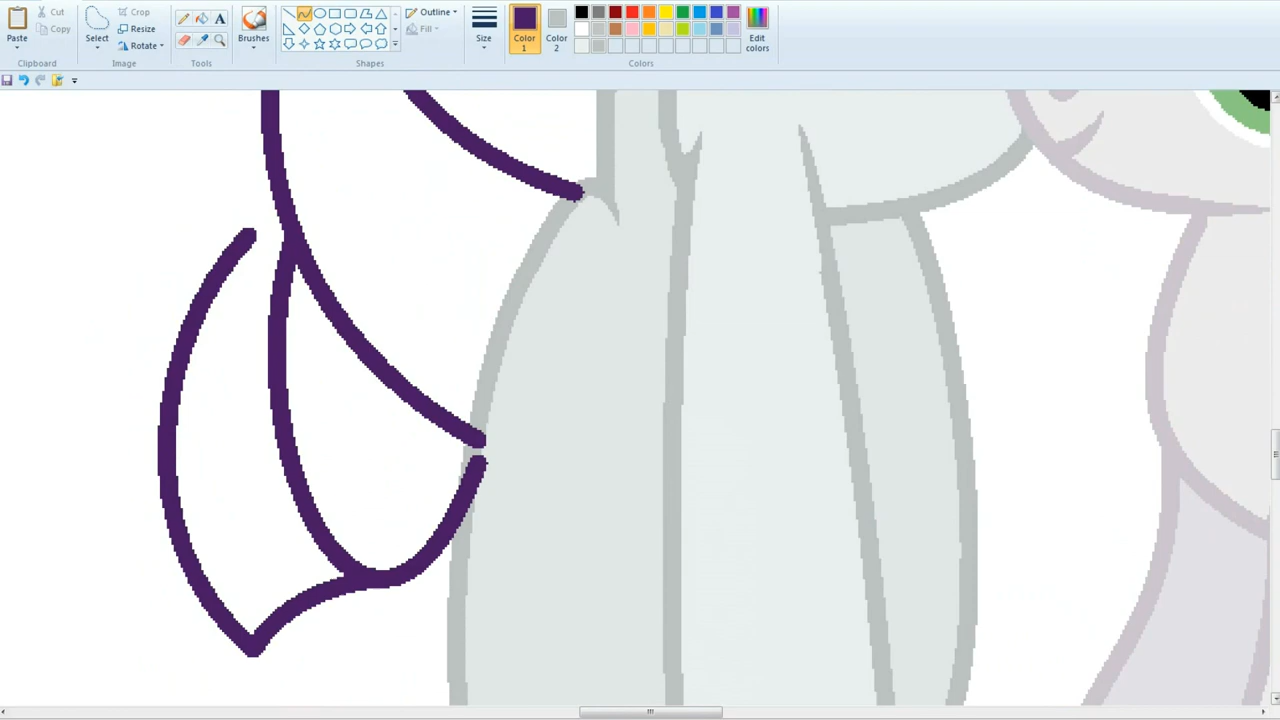 Cut
Crop
Copy
Resize
Paste
Select
Rotate
Brushes
Outline
Fill
Size
Color
1
Color
2
Edit
colors
Clipboard
Image
Tools
Shapes
Colors
A